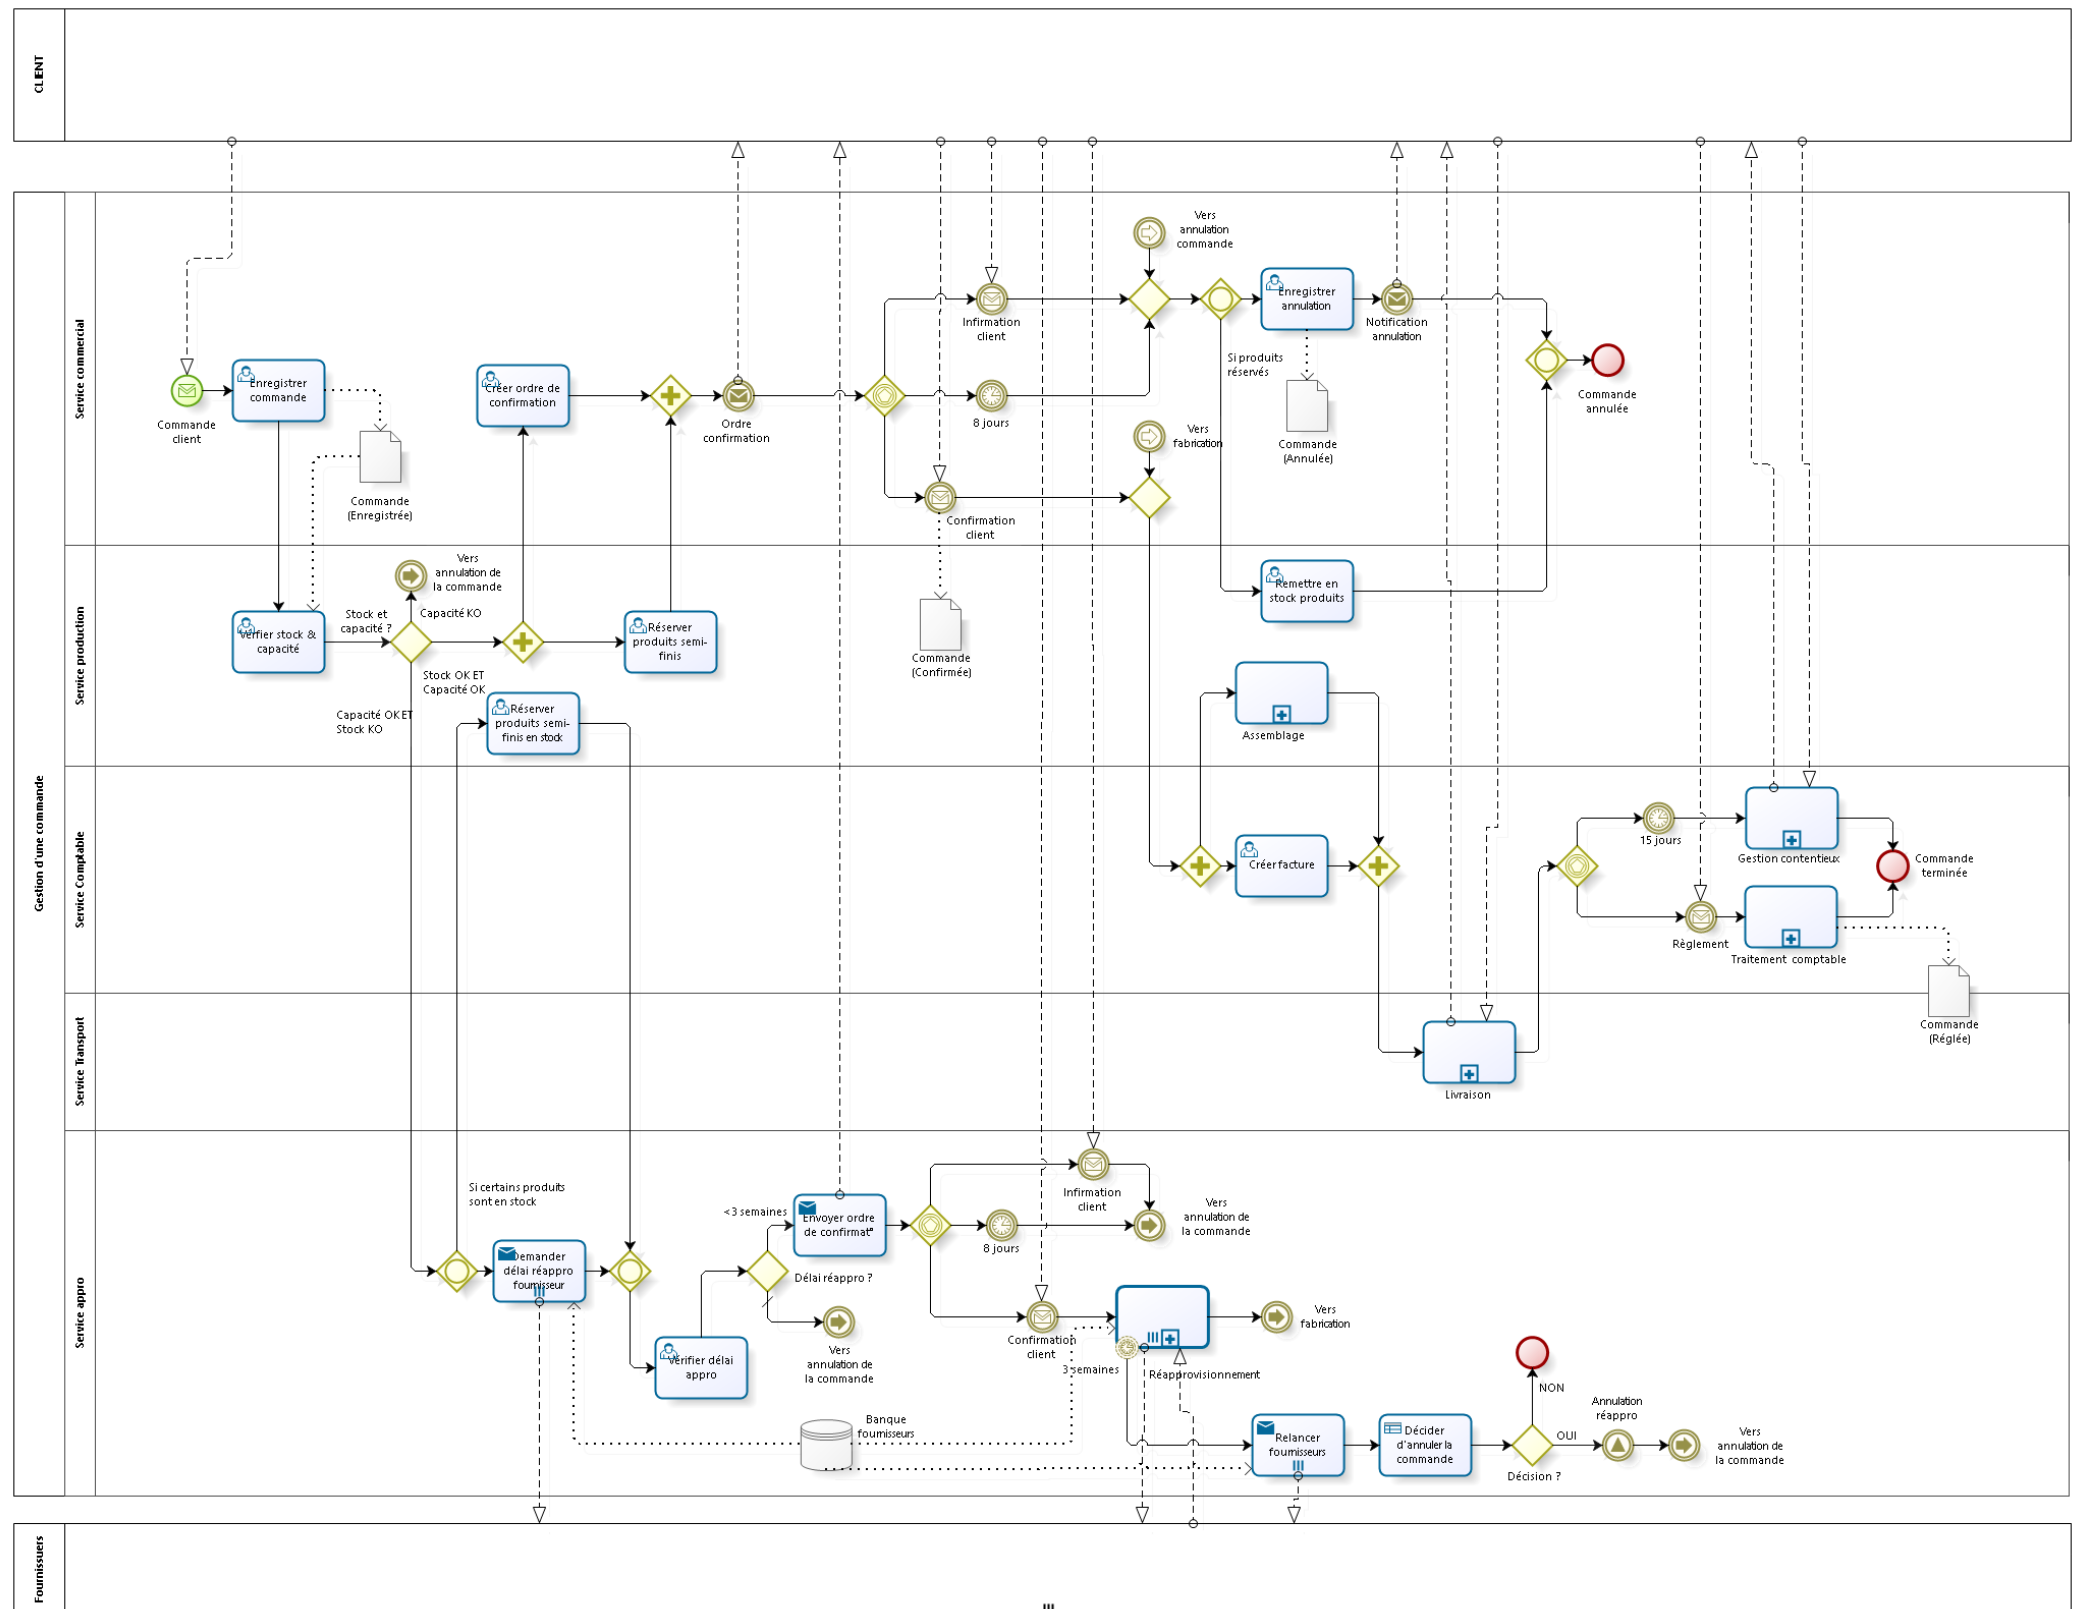 CLIENT
Gestion d'une commande
Service commercial
Vers
annulation
commande
Commande
client
Enregistrer
commande
Commande
(Enregistrée)
Créer ordre de
confirmation
Ordre
confirmation
Infirmation
client
8 jours
Confirmation
client
Vers
fabrication
Enregistrer
annulation
Si produits
réservés
Commande
(Annulée)
Notification
annulation
Commande
annulée
Service production
Vérifier stock &
capacité
Stock et
capacité ?
Vers
annulation de
la commande
Capacité KO
Stock OK ET
Capacité OK
Capacité OK ET
Stock KO
Réserver
produits semi-
finis
Réserver
produits semi-
finis en stock
Commande
(Confirmée)
Remettre en
stock produits
Assemblage
Service Comptable
Créer facture
15 jours
Gestion contentieux
Commande
terminée
Règlement
Traitement comptable
Commande
(Réglée)
Service Transport
Livraison
Service appro
Si certains produits
sont en stock
Demander
délai réappro
fournisseur
Vérifier délai
appro
< 3 semaines
Envoyer ordre
de confirmat°
Délai réappro ?
Vers
annulation de
la commande
Infirmation
client
8 jours
Vers
annulation de
la commande
Confirmation
client
3 semaines
Réapprovisionnement
Vers
fabrication
Banque
fournisseurs
Relancer
fournisseurs
Décider
d'annuler la
commande
Décision ?
NON
OUI
Annulation
réappro
Vers
annulation de
la commande
Fournissuers